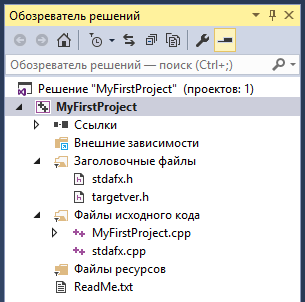 Обозреватель решений
Обозреватель решений — поиск (Ctrl+;)
Решение "MyFirstProject" (проектов: 1)
MyFirstProject
Ссылки
Внешние зависимости
Заголовочные файлы
stdafx.h
targetver.h
Файлы исходного кода
MyFirstProject.cpp
stdafx.cpp
Файлы ресурсов
ReadMe.txt